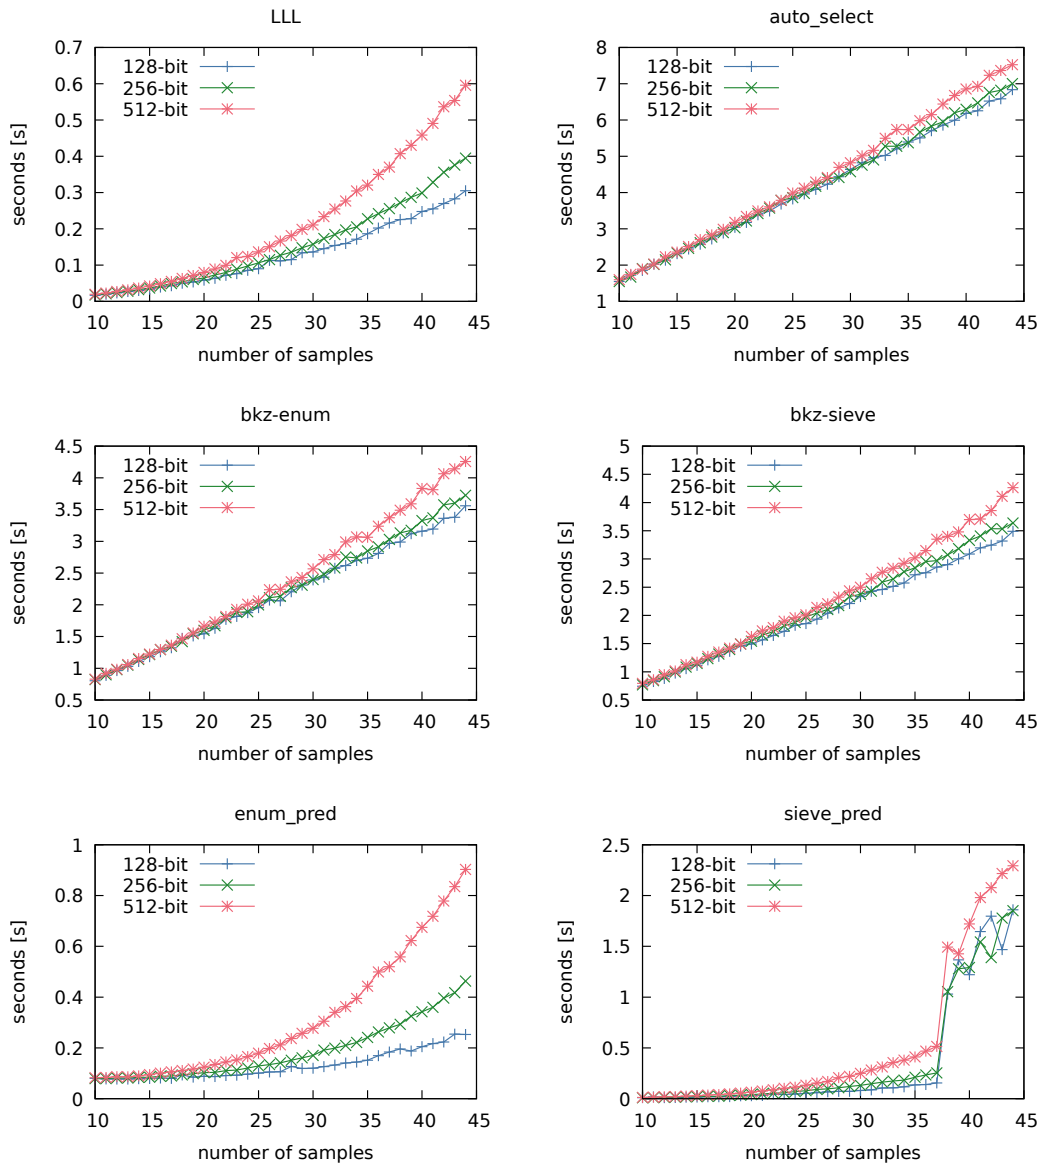 LLL
0.7
0.6
0.5
0.4
0.3
0.2
0.1
0
seconds [s]
128-bit
256-bit
512-bit
10 15 20 25 30 35 40 45
number of samples
auto_select
8
7
6
5
4
3
2
1
seconds [s]
128-bit
256-bit
512-bit
10 15 20 25 30 35 40 45
number of samples
bkz-enum
4.5
4
3.5
3
2.5
2
1.5
1
0.5
seconds [s]
128-bit
256-bit
512-bit
10 15 20 25 30 35 40 45
number of samples
bkz-sieve
5
4.5
4
3.5
3
2.5
2
1.5
1
0.5
seconds [s]
128-bit
256-bit
512-bit
10 15 20 25 30 35 40 45
number of samples
enum_pred
1
0.8
0.6
0.4
0.2
0
seconds [s]
128-bit
256-bit
512-bit
10 15 20 25 30 35 40 45
number of samples
sieve_pred
2.5
2
1.5
1
0.5
0
seconds [s]
128-bit
256-bit
512-bit
10 15 20 25 30 35 40 45
number of samples